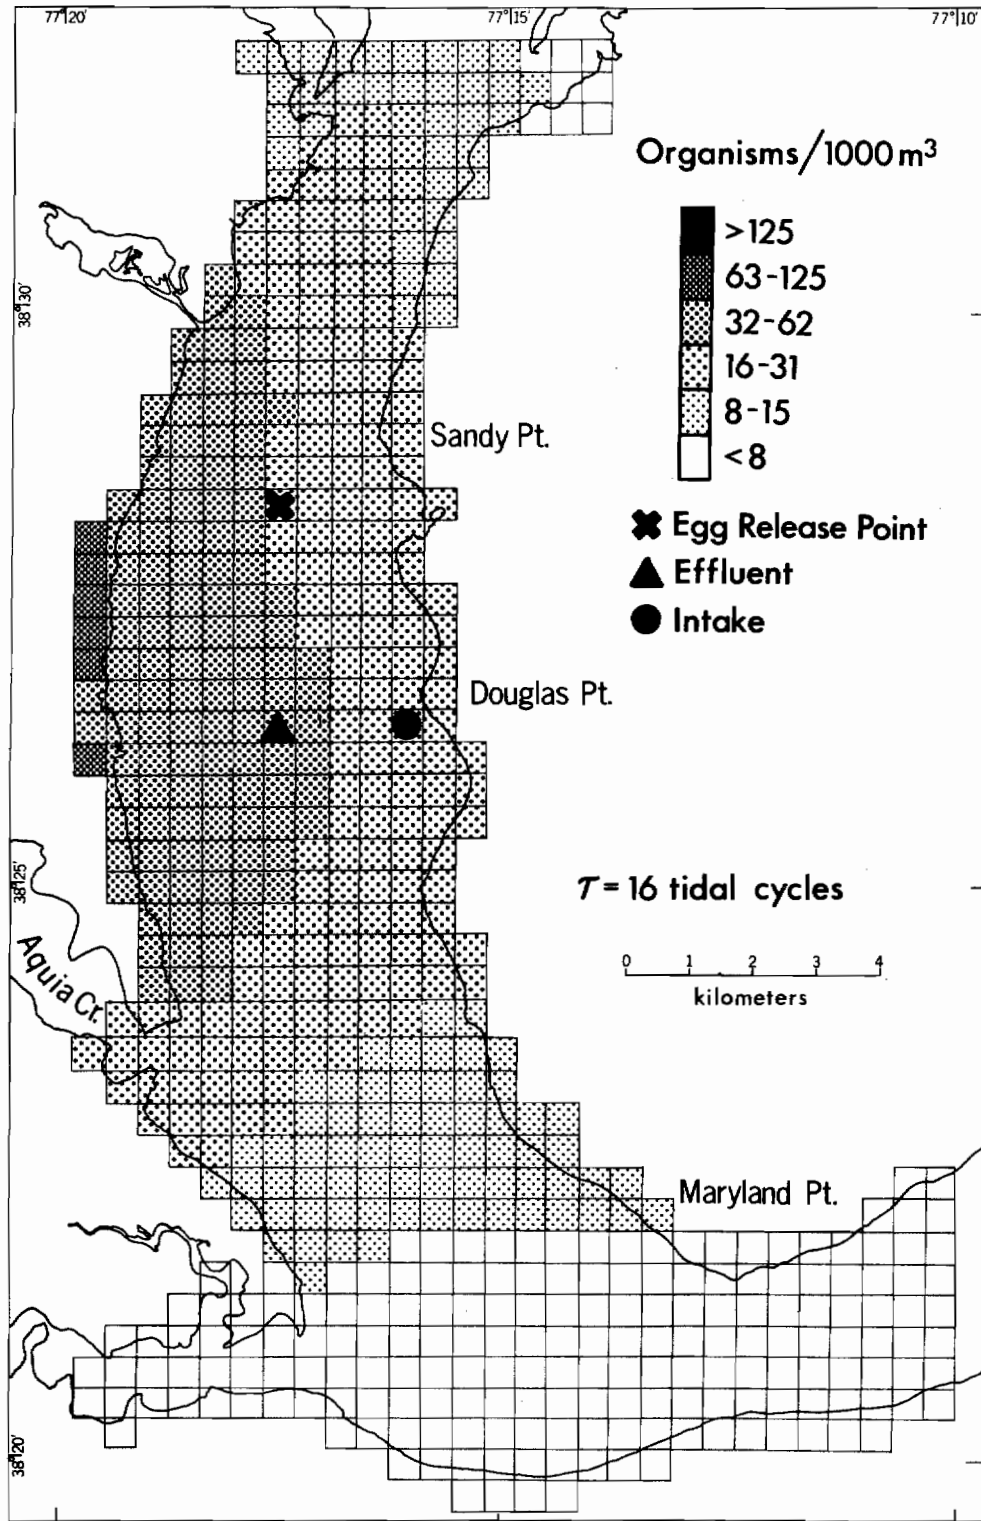 77°20'
77°15'
77°10'
Organisms/1000 m³
>125
63-125
32-62
16-31
8-15
<8
38°30'
Sandy Pt.
Egg Release Point
Effluent
Intake
Douglas Pt.
38°25'
τ = 16 tidal cycles
Aquia Cr.
0 1 2 3 4
kilometers
Maryland Pt.
38°20'